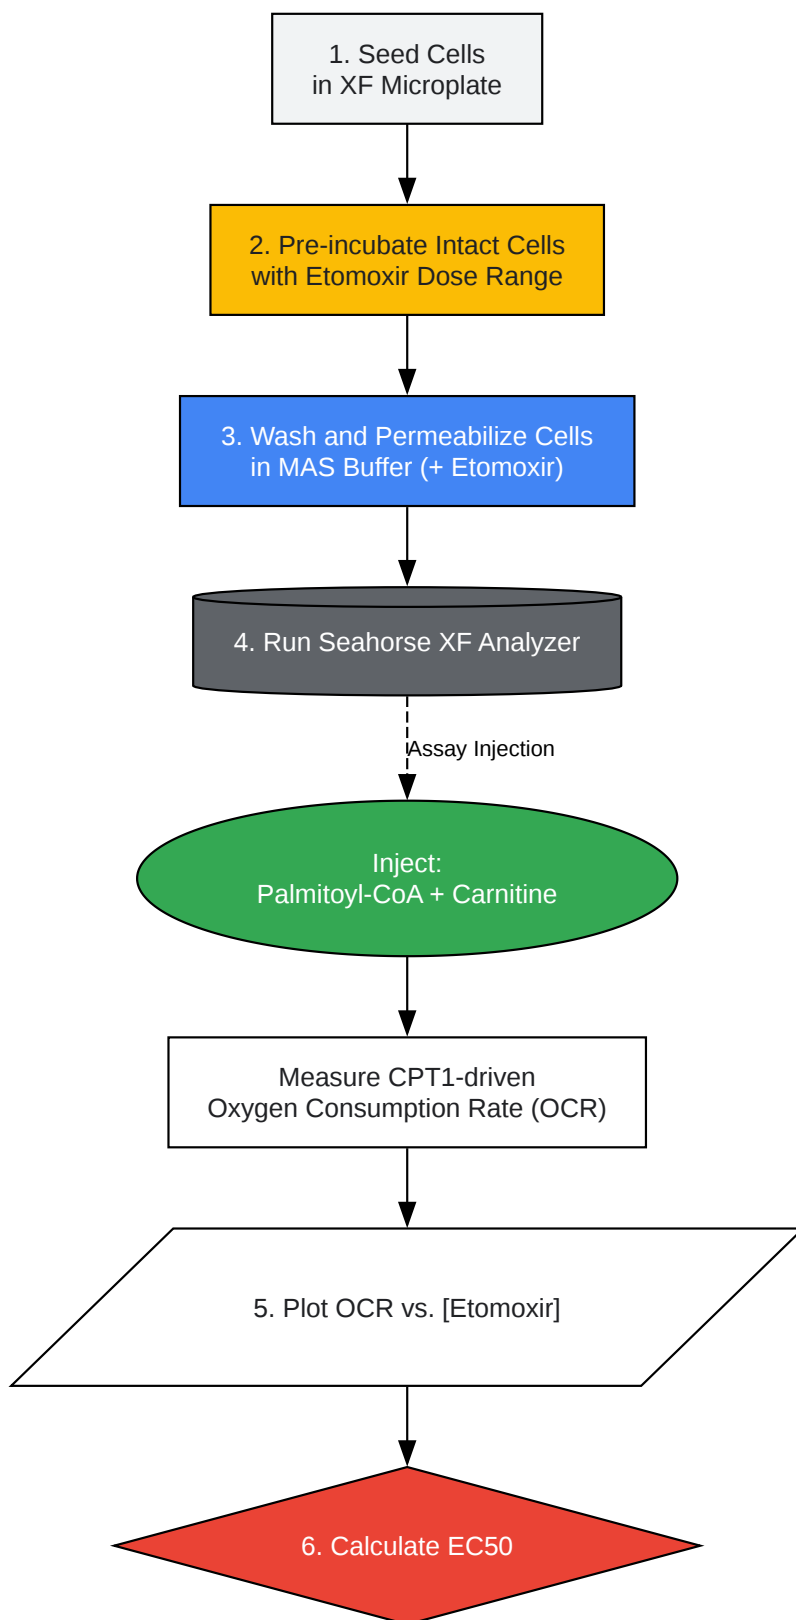 1. Seed Cells
in XF Microplate
2. Pre-incubate Intact Cells
with Etomoxir Dose Range
3. Wash and Permeabilize Cells
in MAS Buffer (+ Etomoxir)
4. Run Seahorse XF Analyzer
Assay Injection
Inject:
Palmitoyl-CoA + Carnitine
Measure CPT1-driven
Oxygen Consumption Rate (OCR)
5. Plot OCR vs. [Etomoxir]
6. Calculate EC50